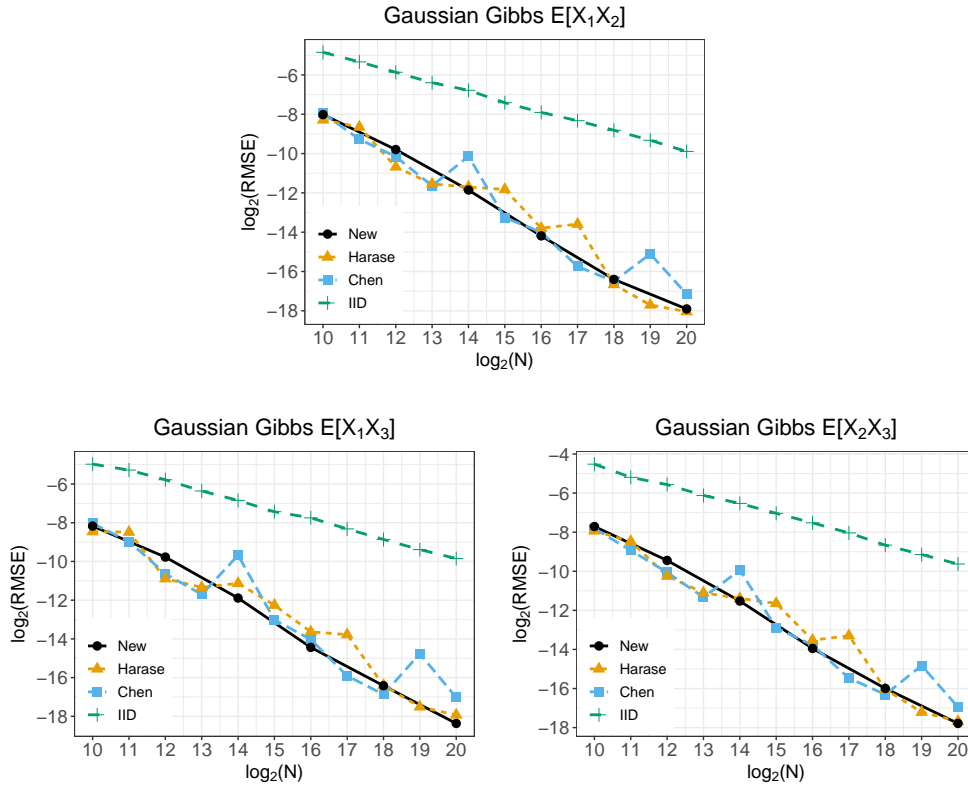 Gaussian Gibbs E[X₁X₂]
−6
−8
−10
−12
−14
−16
−18
log₂(RMSE)
New
Harase
Chen
IID
10 11 12 13 14 15 16 17 18 19 20
log₂(N)
Gaussian Gibbs E[X₁X₃]
−6
−8
−10
−12
−14
−16
−18
log₂(RMSE)
New
Harase
Chen
IID
10 11 12 13 14 15 16 17 18 19 20
log₂(N)
Gaussian Gibbs E[X₂X₃]
−4
−6
−8
−10
−12
−14
−16
−18
log₂(RMSE)
New
Harase
Chen
IID
10 11 12 13 14 15 16 17 18 19 20
log₂(N)